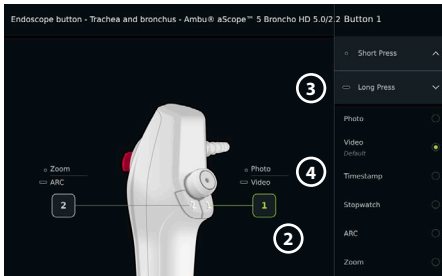 Endoscope button - Trachea and bronchus - Ambu® aScope™ 5 Broncho HD 5.0/2.2
Button 1
Short Press
3
Long Press
Photo
Video
Default
Zoom
ARC
Photo
Video
4
Timestamp
2
1
Stopwatch
2
ARC
Zoom